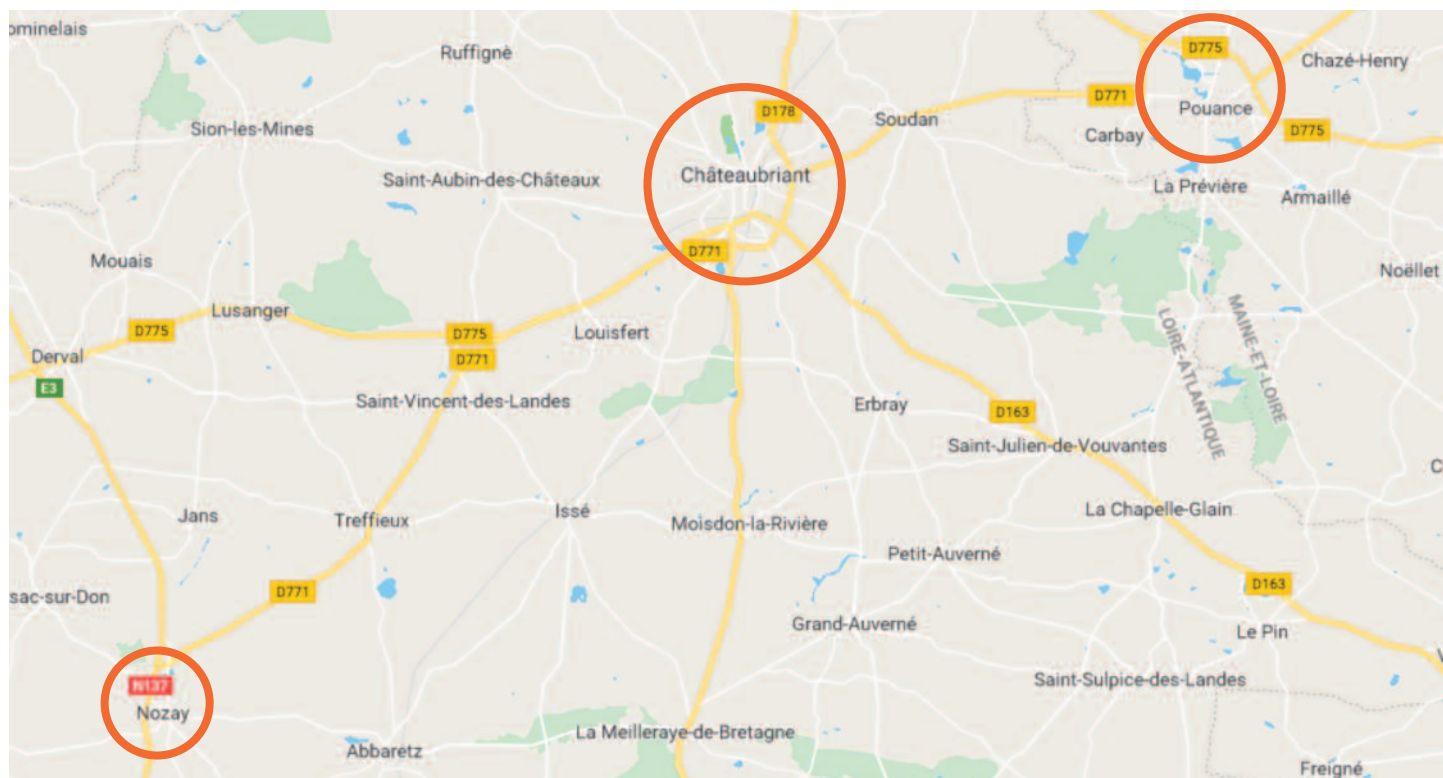 ominelais
Ruffigné
D775
Chazé-Henry
D178
D771
Pouance
Sion-les-Mines
Soudan
Carbay
D775
Châteaubriant
Saint-Aubin-des-Châteaux
La Prévière
Armaillé
D771
Mouais
Noëllet
Lusanger
D775
D775
Louisfert
MAINE-ET-LOIRE
LOIRE-ATLANTIQUE
Derval
D771
E3
Saint-Vincent-des-Landes
Erbray
D163
Saint-Julien-de-Vouvantes
C
Jans
Treffieux
Issé
Moisdon-la-Rivière
La Chapelle-Glain
Petit-Auverné
D771
D163
sac-sur-Don
Grand-Auverné
Le Pin
N137
Saint-Sulpice-des-Landes
Nozay
La Meilleraye-de-Bretagne
Abbaretz
Freigné